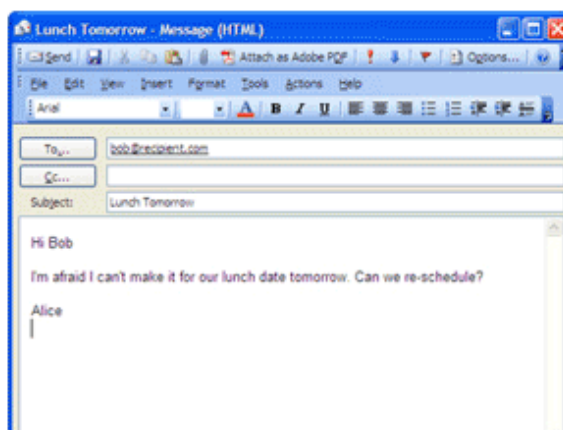 Lunch Tomorrow - Message (HTML)
Send Attach as Adobe PDF Options...
File Edit View Insert Format Tools Actions Help
Arial A B I U
To... bob@recipient.com
Cc...
Subject: Lunch Tomorrow
Hi Bob
I'm afraid I can't make it for our lunch date tomorrow. Can we re-schedule?
Alice